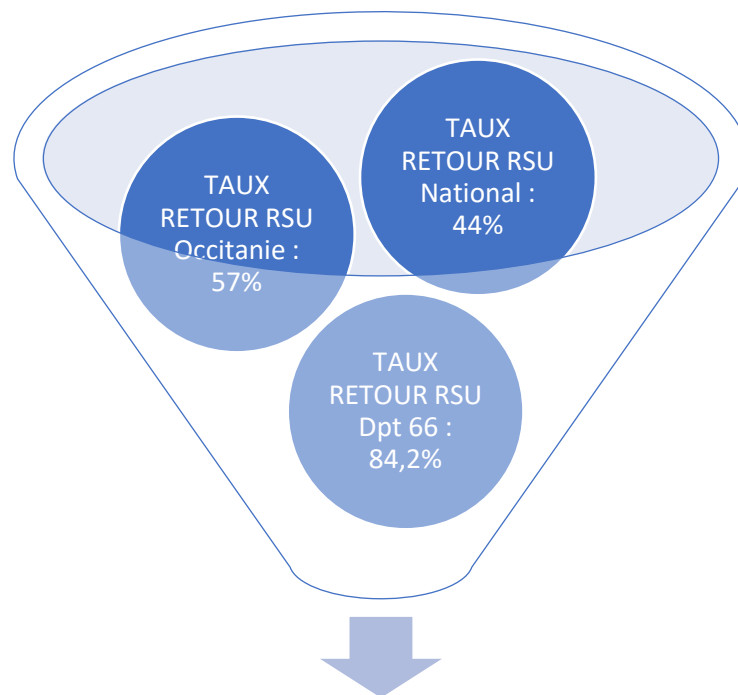 TAUX
RETOUR RSU
National :
44%
TAUX
RETOUR RSU
Occitanie :
57%
TAUX
RETOUR RSU
Dpt 66 :
84,2%